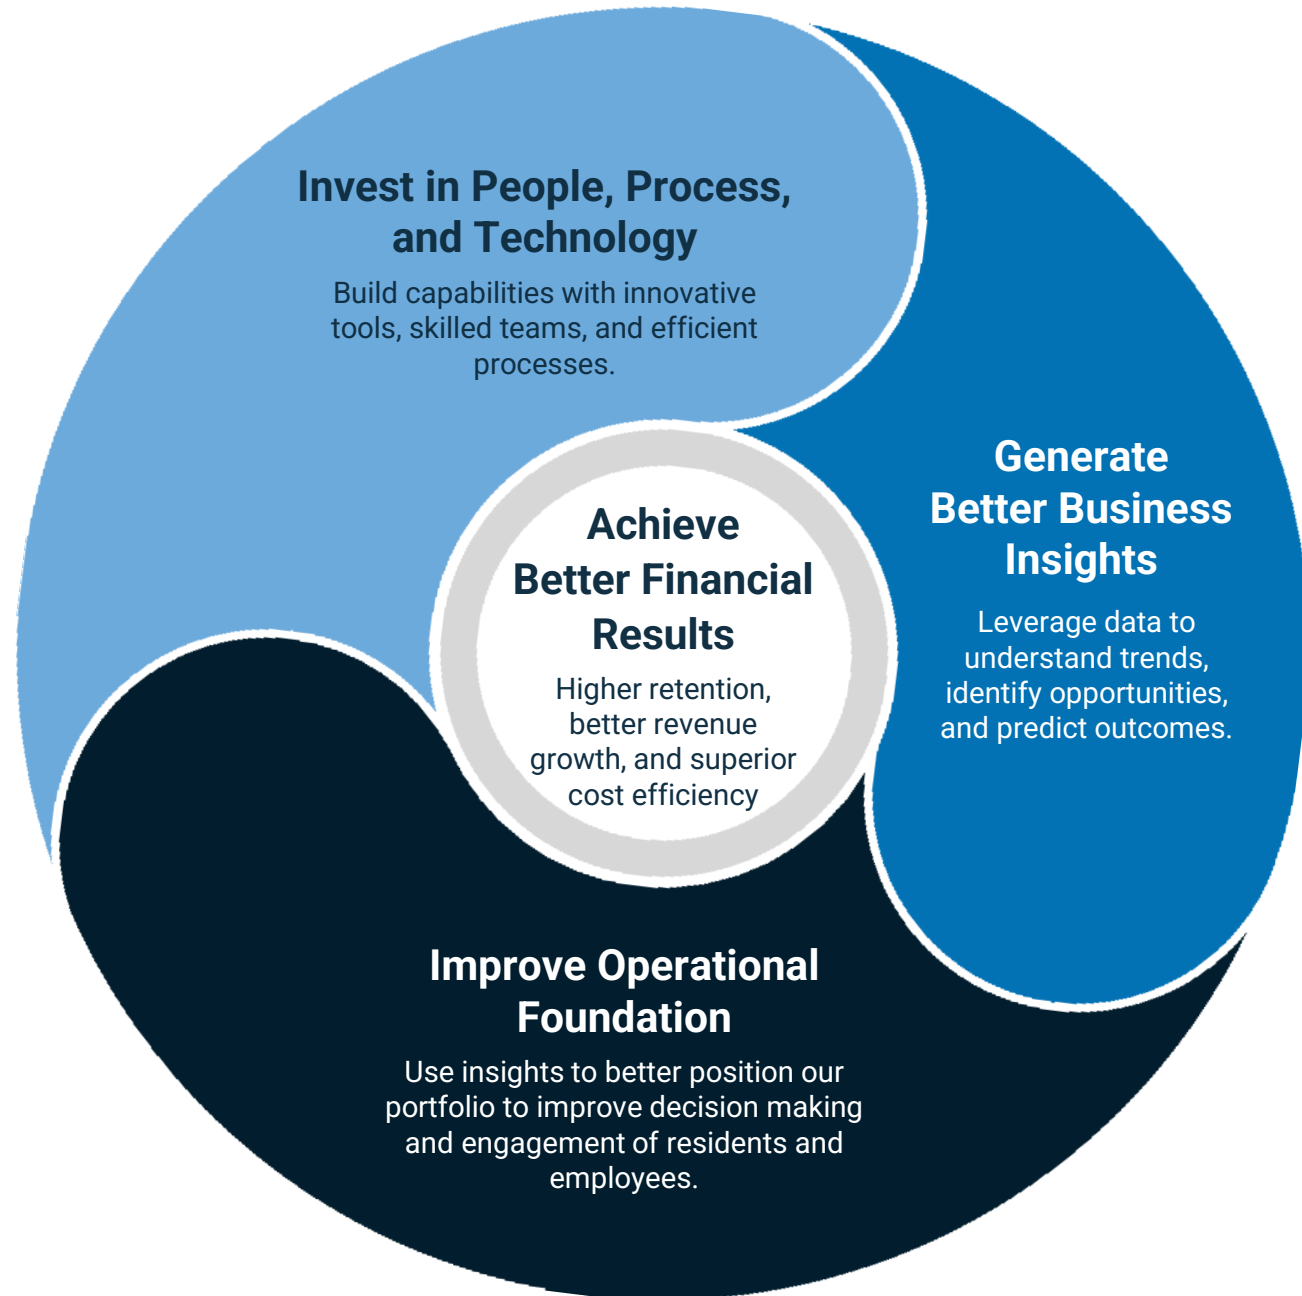 Invest in People, Process,
and Technology
Build capabilities with innovative
tools, skilled teams, and efficient
processes.
Generate
Better Business
Insights
Leverage data to
understand trends,
identify opportunities,
and predict outcomes.
Achieve
Better Financial
Results
Higher retention,
better revenue
growth, and superior
cost efficiency
Improve Operational
Foundation
Use insights to better position our
portfolio to improve decision making
and engagement of residents and
employees.